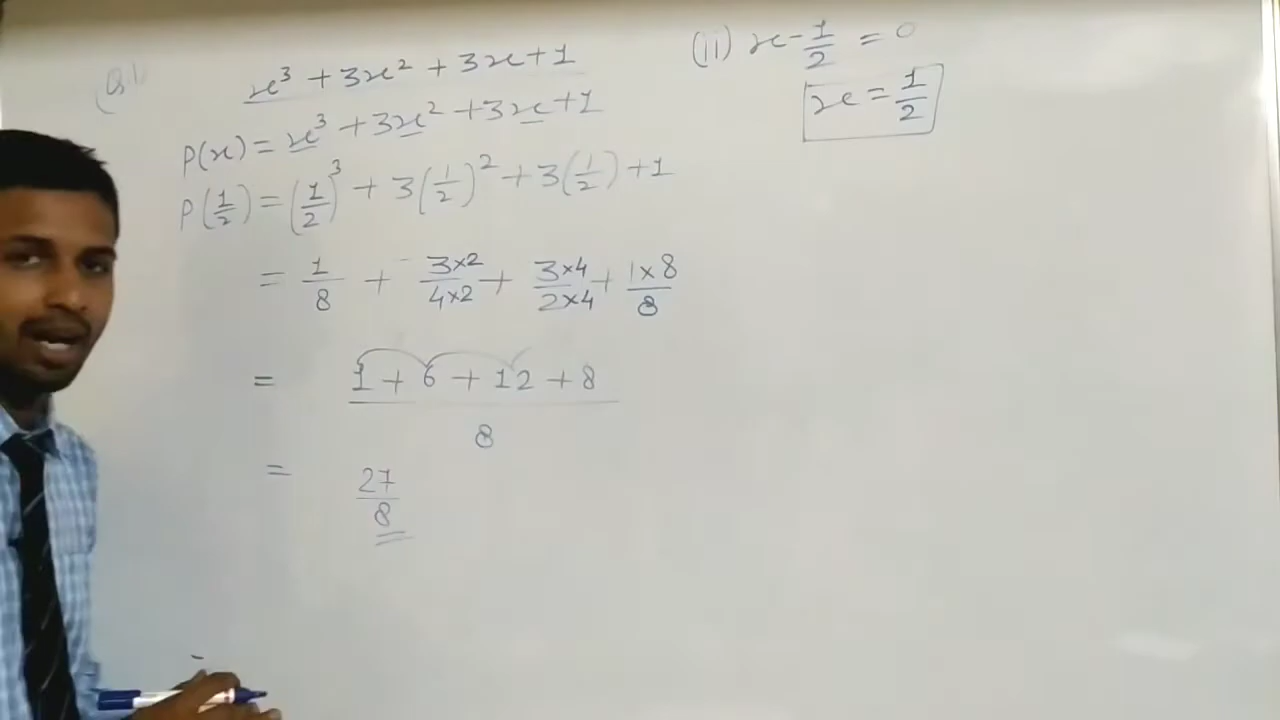 Q1
x³ + 3x² + 3x + 1
P(x) = x³ + 3x² + 3x + 1
P(1/2) = (1/2)³ + 3(1/2)² + 3(1/2) + 1
= 1/8 + 3×2/4×2 + 3×4/2×4 + 1×8/8
= 1 + 6 + 12 + 8 / 8
= 27/8
(ii) x - 1/2 = 0
x = 1/2